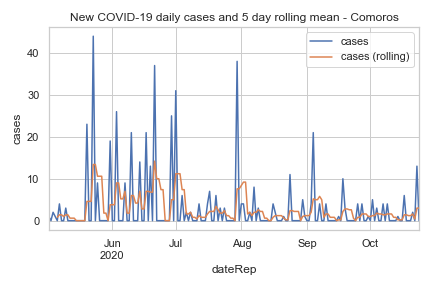 New COVID-19 daily cases and 5 day rolling mean - Comoros
cases
cases (rolling)
cases
40
30
20
10
0
Jun
2020
Jul
Aug
Sep
Oct
dateRep